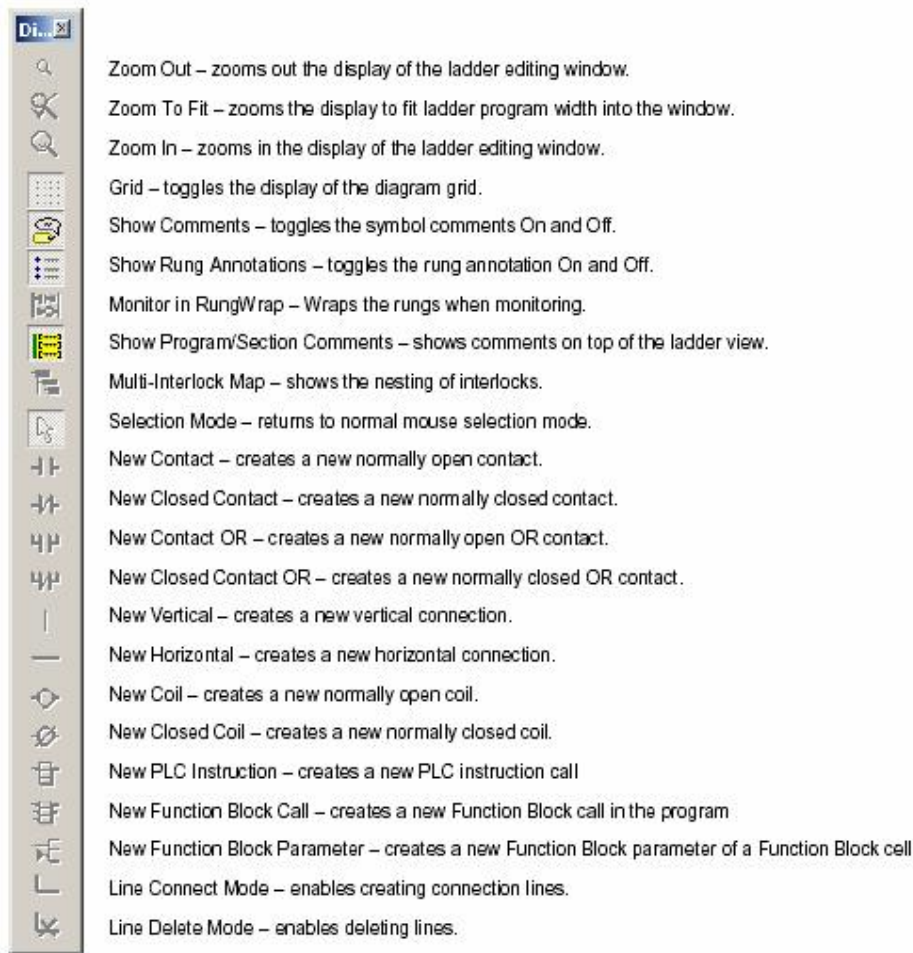 Di...
Zoom Out – zooms out the display of the ladder editing window.
Zoom To Fit – zooms the display to fit ladder program width into the window.
Zoom In – zooms in the display of the ladder editing window.
Grid – toggles the display of the diagram grid.
Show Comments – toggles the symbol comments On and Off.
Show Rung Annotations – toggles the rung annotation On and Off.
Monitor in RungWrap – Wraps the rungs when monitoring.
Show Program/Section Comments – shows comments on top of the ladder view.
Multi-Interlock Map – shows the nesting of interlocks.
Selection Mode – returns to normal mouse selection mode.
New Contact – creates a new normally open contact.
New Closed Contact – creates a new normally closed contact.
New Contact OR – creates a new normally open OR contact.
New Closed Contact OR – creates a new normally closed OR contact.
New Vertical – creates a new vertical connection.
New Horizontal – creates a new horizontal connection.
New Coil – creates a new normally open coil.
New Closed Coil – creates a new normally closed coil.
New PLC Instruction – creates a new PLC instruction call
New Function Block Call – creates a new Function Block call in the program
New Function Block Parameter – creates a new Function Block parameter of a Function Block cell
Line Connect Mode – enables creating connection lines.
Line Delete Mode – enables deleting lines.